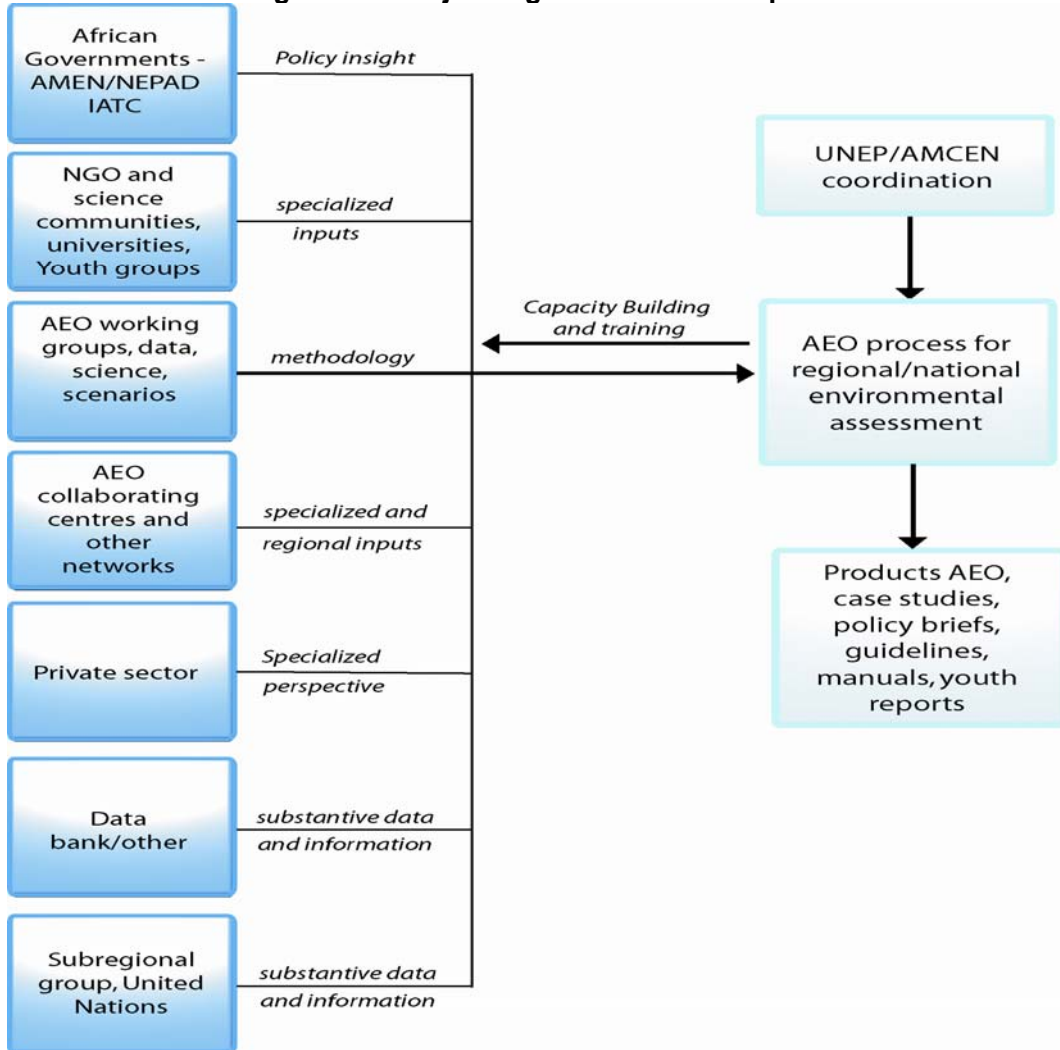 African
Governments -
AMEN/NEPAD
IATC
Policy insight
NGO and
science
communities,
universities,
Youth groups
specialized
inputs
AEO working
groups, data,
science,
scenarios
methodology
AEO
collaborating
centres and
other
networks
specialized and
regional inputs
Private sector
Specialized
perspective
Data
bank/other
substantive data
and information
Subregional
group, United
Nations
substantive data
and information
Capacity Building
and training
UNEP/AMCEN
coordination
AEO process for
regional/national
environmental
assessment
Products AEO,
case studies,
policy briefs,
guidelines,
manuals, youth
reports